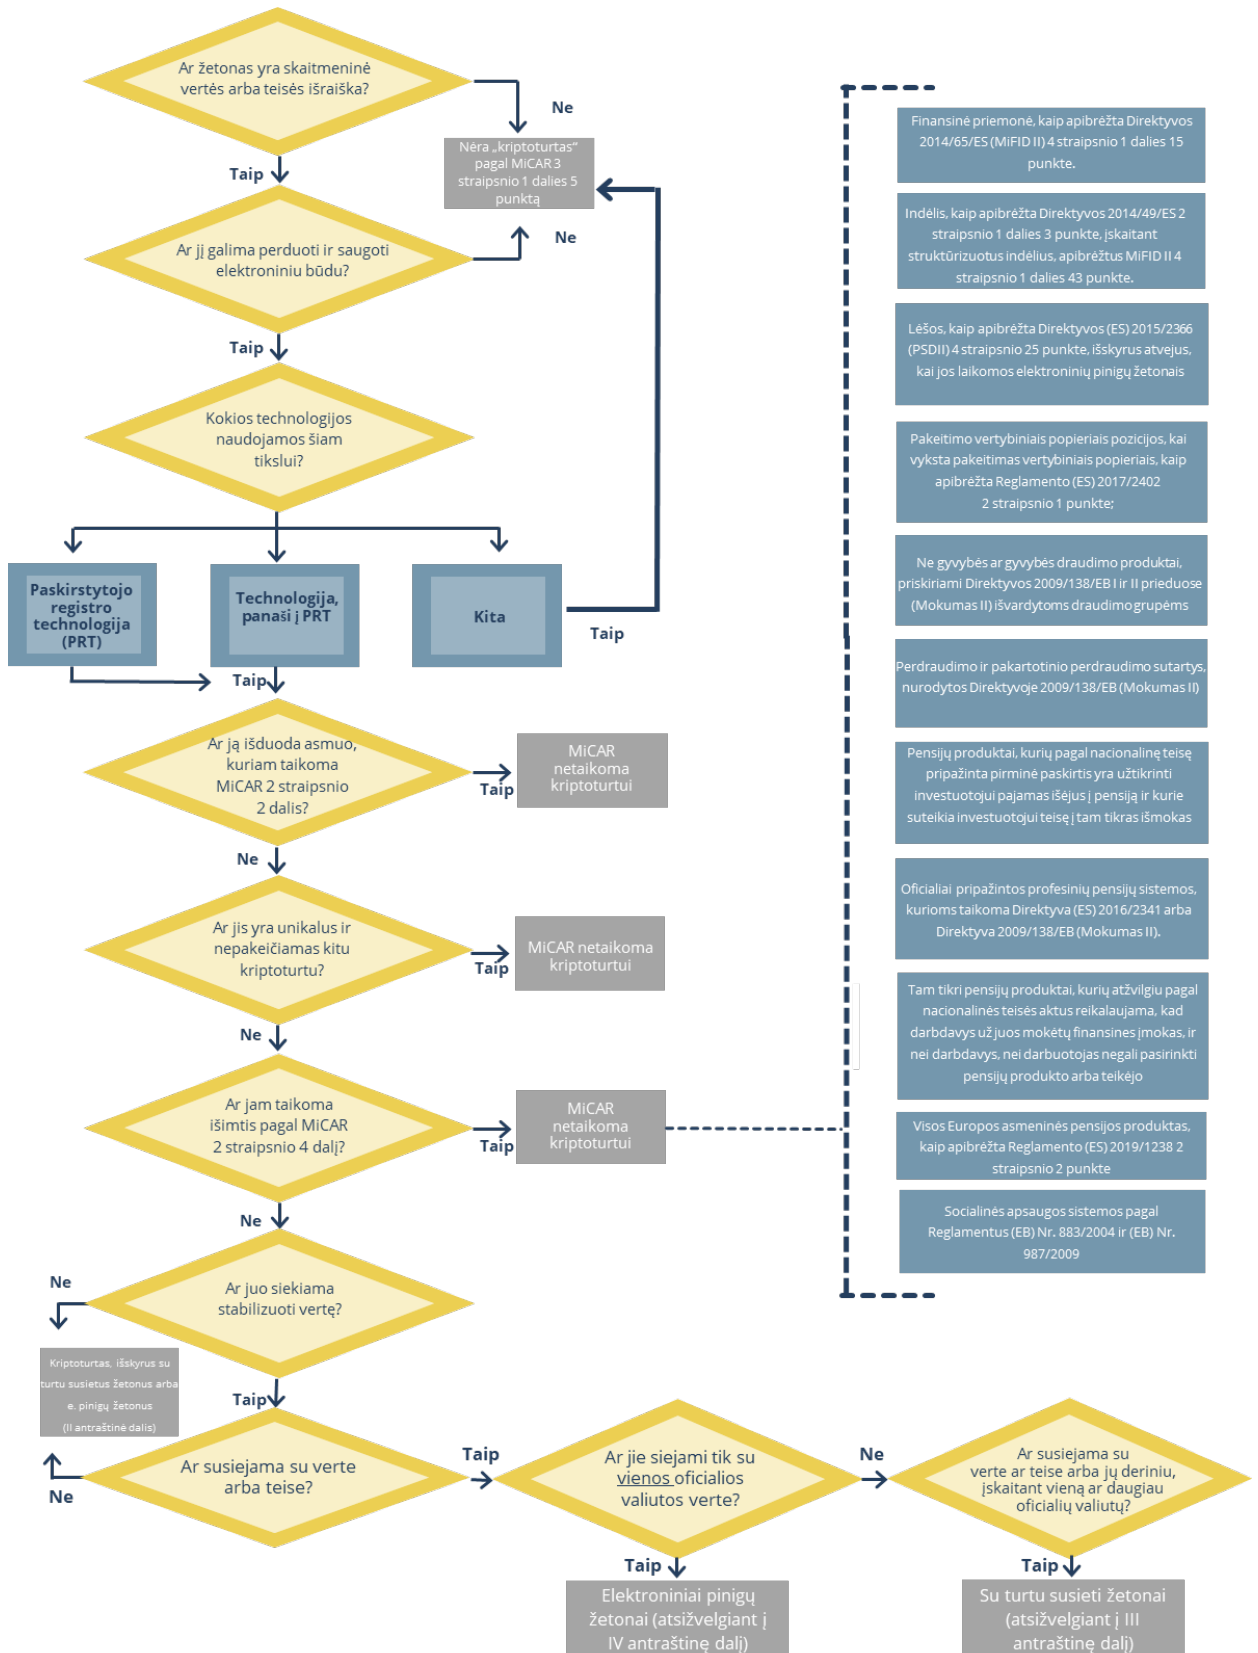 Ar žetonas yra skaitmeninė
vertės arba teisės išraiška?
Ne
Nėra „kriptoturtas“
pagal MiCAR 3
straipsnio 1 dalies 5
punktą
Taip
Ar jį galima perduoti ir saugoti
elektroniniu būdu?
Ne
Taip
Kokios technologijos
naudojamos šiam
tikslui?
Paskirstytojo
registro
technologija
(PRT)
Technologija,
panaši į PRT
Kita
Taip
Taip
Ar ją išduoda asmuo,
kuriam taikoma
MiCAR 2 straipsnio
2 dalis?
Taip
MiCAR
netaikoma
kriptoturtui
Ne
Ar jis yra unikalus ir
nepakeičiamas kitu
kriptoturtu?
Taip
MiCAR netaikoma
kriptoturtui
Ne
Ar jam taikoma
išimtis pagal MiCAR
2 straipsnio 4 dalį?
Taip
MiCAR
netaikoma
kriptoturtui
Ne
Ar juo siekiama
stabilizuoti vertę?
Ne
Kriptoturtas, išskyrus su
turtu susietus žetonus arba
e. pinigų žetonus
(II antraštinė dalis)
Taip
Ar susiejama su verte
arba teise?
Ne
Taip
Ar jie siejami tik su
vienos oficialios
valiutos verte?
Ne
Ar susiejama su
verte ar teise arba jų deriniu,
įskaitant vieną ar daugiau
oficialių valiutų?
Taip
Elektroniniai pinigų
žetonai (atsižvelgiant į
IV antraštinę dalį)
Taip
Su turtu susieti žetonai
(atsižvelgiant į III
antraštinę dalį)
Finansinė priemonė, kaip apibrėžta Direktyvos
2014/65/ES (MiFID II) 4 straipsnio 1 dalies 15
punkte.
Indėlis, kaip apibrėžta Direktyvos 2014/49/ES 2
straipsnio 1 dalies 3 punkte, įskaitant
struktūrizuotus indėlius, apibrėžtus MiFID II 4
straipsnio 1 dalies 43 punkte.
Lėšos, kaip apibrėžta Direktyvos (ES) 2015/2366
(PSDII) 4 straipsnio 25 punkte, išskyrus atvejus,
kai jos laikomos elektroninių pinigų žetonais
Pakeitimo vertybiniais popieriais pozicijos, kai
vyksta pakeitimas vertybiniais popieriais, kaip
apibrėžta Reglamento (ES) 2017/2402
2 straipsnio 1 punkte;
Ne gyvybės ar gyvybės draudimo produktai,
priskiriami Direktyvos 2009/138/EB I ir II prieduose
(Mokumas II) išvardytoms draudimo grupėms
Perdraudimo ir pakartotinio perdraudimo sutartys,
nurodytos Direktyvoje 2009/138/EB (Mokumas II)
Pensijų produktai, kurių pagal nacionalinę teisę
pripažinta pirminė paskirtis yra užtikrinti
investuotojui pajamas išėjus į pensiją ir kurie
suteikia investuotojui teisę į tam tikras išmokas
Oficialiai pripažintos profesinių pensijų sistemos,
kurioms taikoma Direktyva (ES) 2016/2341 arba
Direktyva 2009/138/EB (Mokumas II).
Tam tikri pensijų produktai, kurių atžvilgiu pagal
nacionalinės teisės aktus reikalaujama, kad
darbdavys už juos mokėtų finansines įmokas, ir
nei darbdavys, nei darbuotojas negali pasirinkti
pensijų produkto arba teikėjo
Visos Europos asmeninės pensijos produktas,
kaip apibrėžta Reglamento (ES) 2019/1238 2
straipsnio 2 punkte
Socialinės apsaugos sistemos pagal
Reglamentus (EB) Nr. 883/2004 ir (EB) Nr.
987/2009